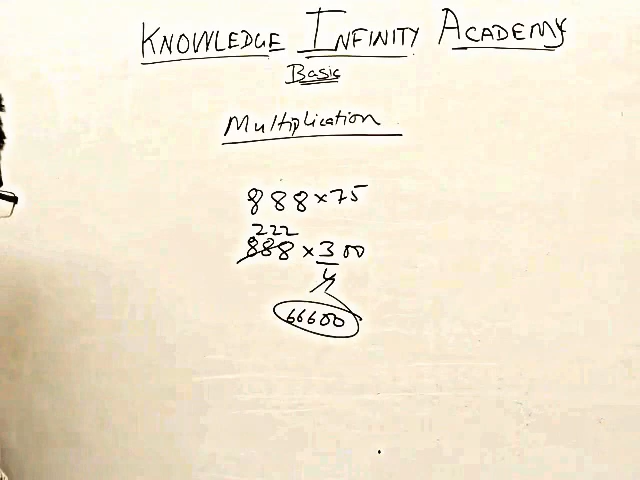 KNOWLEDGE INFINITY ACADEMY
Basic
Multiplication
888×75
222
888×300
4
66600